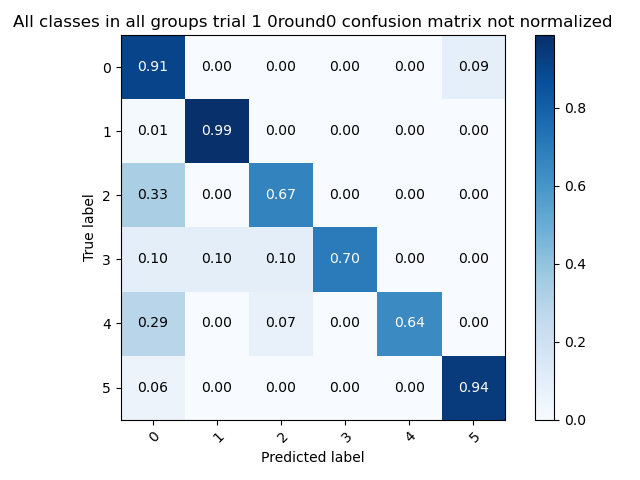 All classes in all groups trial 1 0round0 confusion matrix not normalized
0 0.91 0.00 0.00 0.00 0.00 0.09
1 0.01 0.99 0.00 0.00 0.00 0.00
2 0.33 0.00 0.67 0.00 0.00 0.00
3 0.10 0.10 0.10 0.70 0.00 0.00
4 0.29 0.00 0.07 0.00 0.64 0.00
5 0.06 0.00 0.00 0.00 0.00 0.94
0 1 2 3 4 5
True label
Predicted label
0.8
0.6
0.4
0.2
0.0